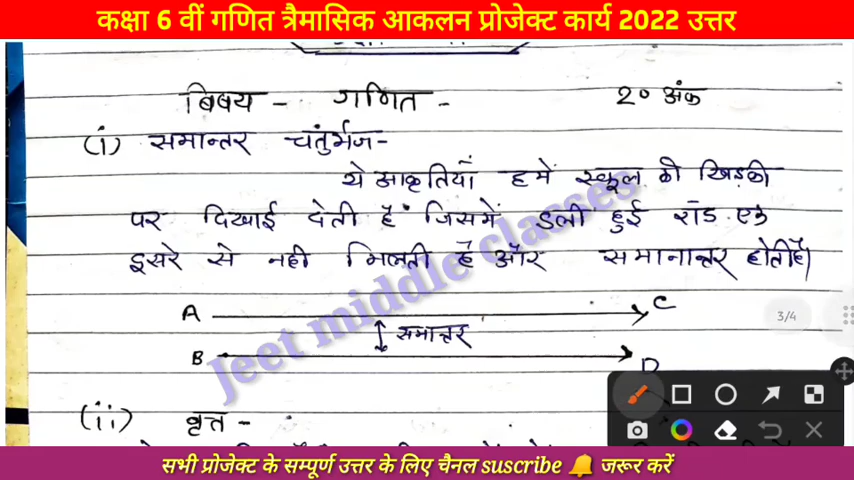 कक्षा 6 वीं गणित त्रैमासिक आकलन प्रोजेक्ट कार्य 2022 उत्तर
बिषय - गणित -
20 अंक
(i) समान्तर चतुंर्भज-
ये आकृतियाँ हमें स्कूल की खिडकी
पर दिखाई देती है जिसमें डली हुई रॉड एक
दूसरे से नही मिलती है और समानान्तर होती है।
A C
समान्तर
B D
3/4
(ii) वृत्त -
Jeet middle classes
सभी प्रोजेक्ट के सम्पूर्ण उत्तर के लिए चैनल suscribe 🔔 जरूर करें